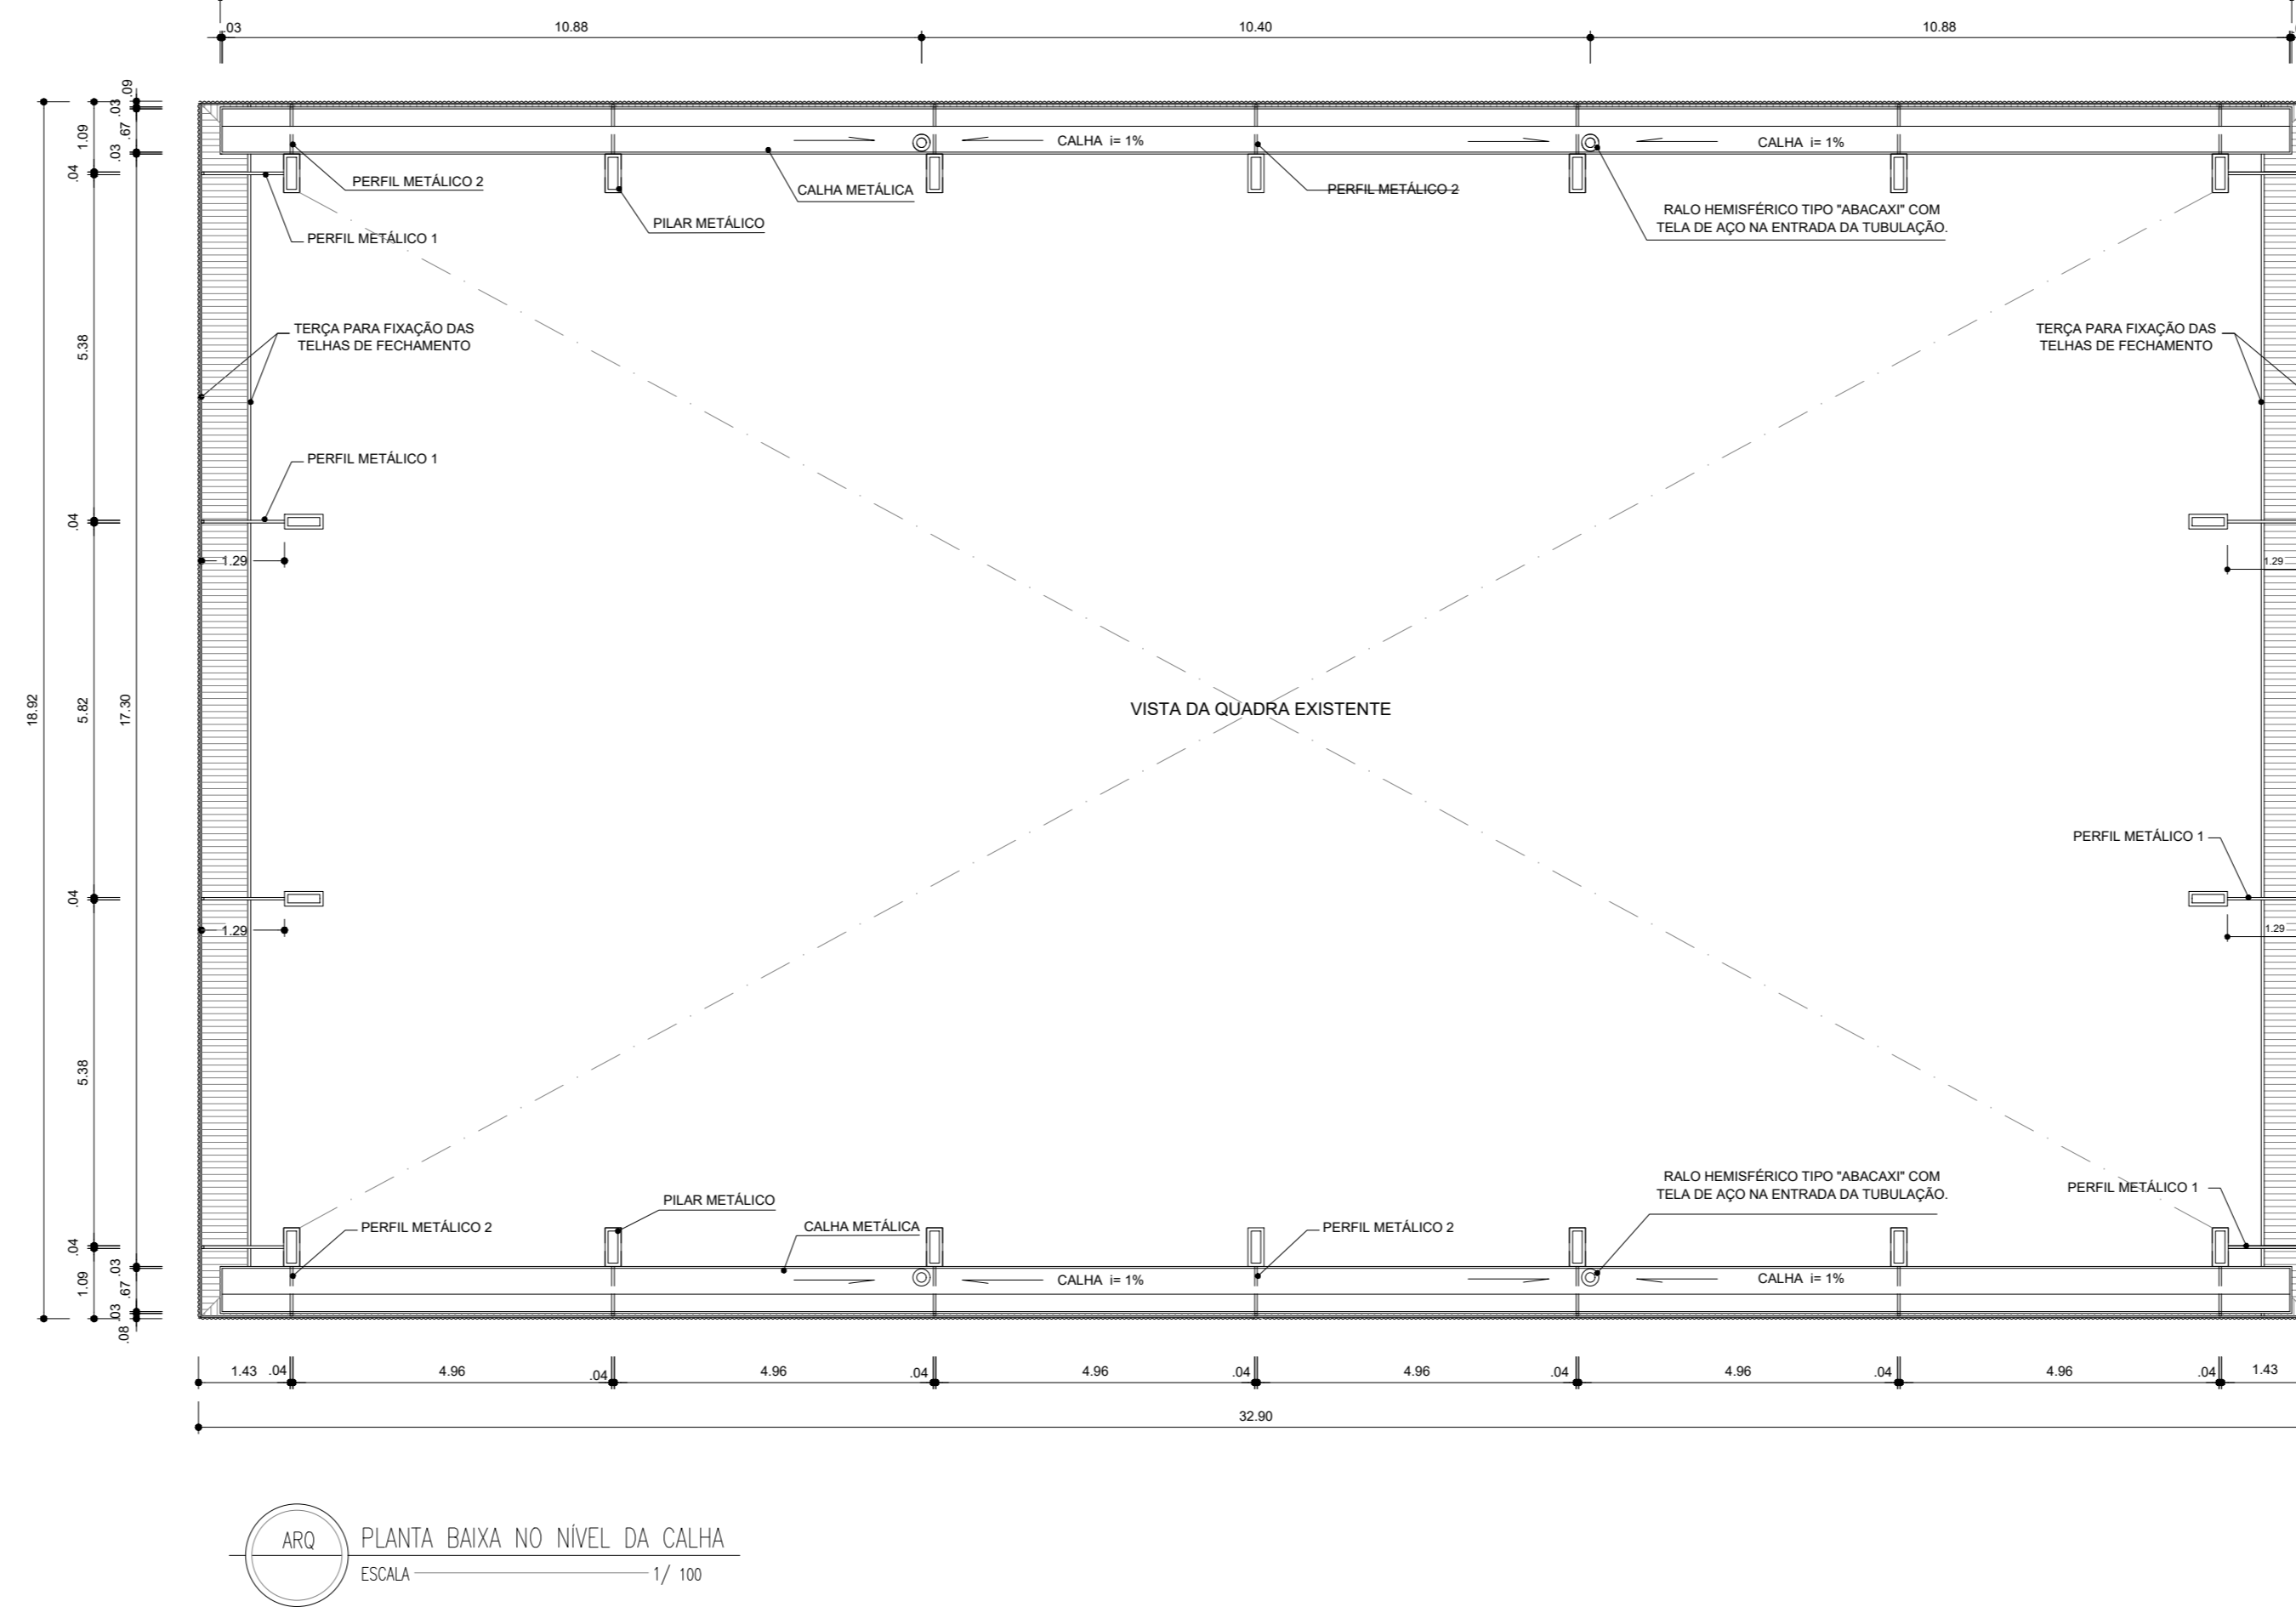 .03
10.88
10.40
10.88
.09
.03
.67
.03
1.09
.04
CALHA i= 1%
CALHA i= 1%
PERFIL METÁLICO 2
CALHA METÁLICA
PERFIL METÁLICO 2
PILAR METÁLICO
RALO HEMISFÉRICO TIPO "ABACAXI" COM
TELA DE AÇO NA ENTRADA DA TUBULAÇÃO.
PERFIL METÁLICO 1
5.38
TERÇA PARA FIXAÇÃO DAS
TELHAS DE FECHAMENTO
TERÇA PARA FIXAÇÃO DAS
TELHAS DE FECHAMENTO
PERFIL METÁLICO 1
.04
1.29
1.29
18.92
5.82
17.30
VISTA DA QUADRA EXISTENTE
PERFIL METÁLICO 1
.04
1.29
1.29
5.38
RALO HEMISFÉRICO TIPO "ABACAXI" COM
TELA DE AÇO NA ENTRADA DA TUBULAÇÃO.
PERFIL METÁLICO 1
PILAR METÁLICO
PERFIL METÁLICO 2
CALHA METÁLICA
PERFIL METÁLICO 2
.04
1.09
.03
.67
.03
.08
CALHA i= 1%
CALHA i= 1%
1.43
.04
4.96
.04
4.96
.04
4.96
.04
4.96
.04
4.96
.04
4.96
.04
1.43
32.90
ARQ
PLANTA BAIXA NO NÍVEL DA CALHA
ESCALA 1/ 100